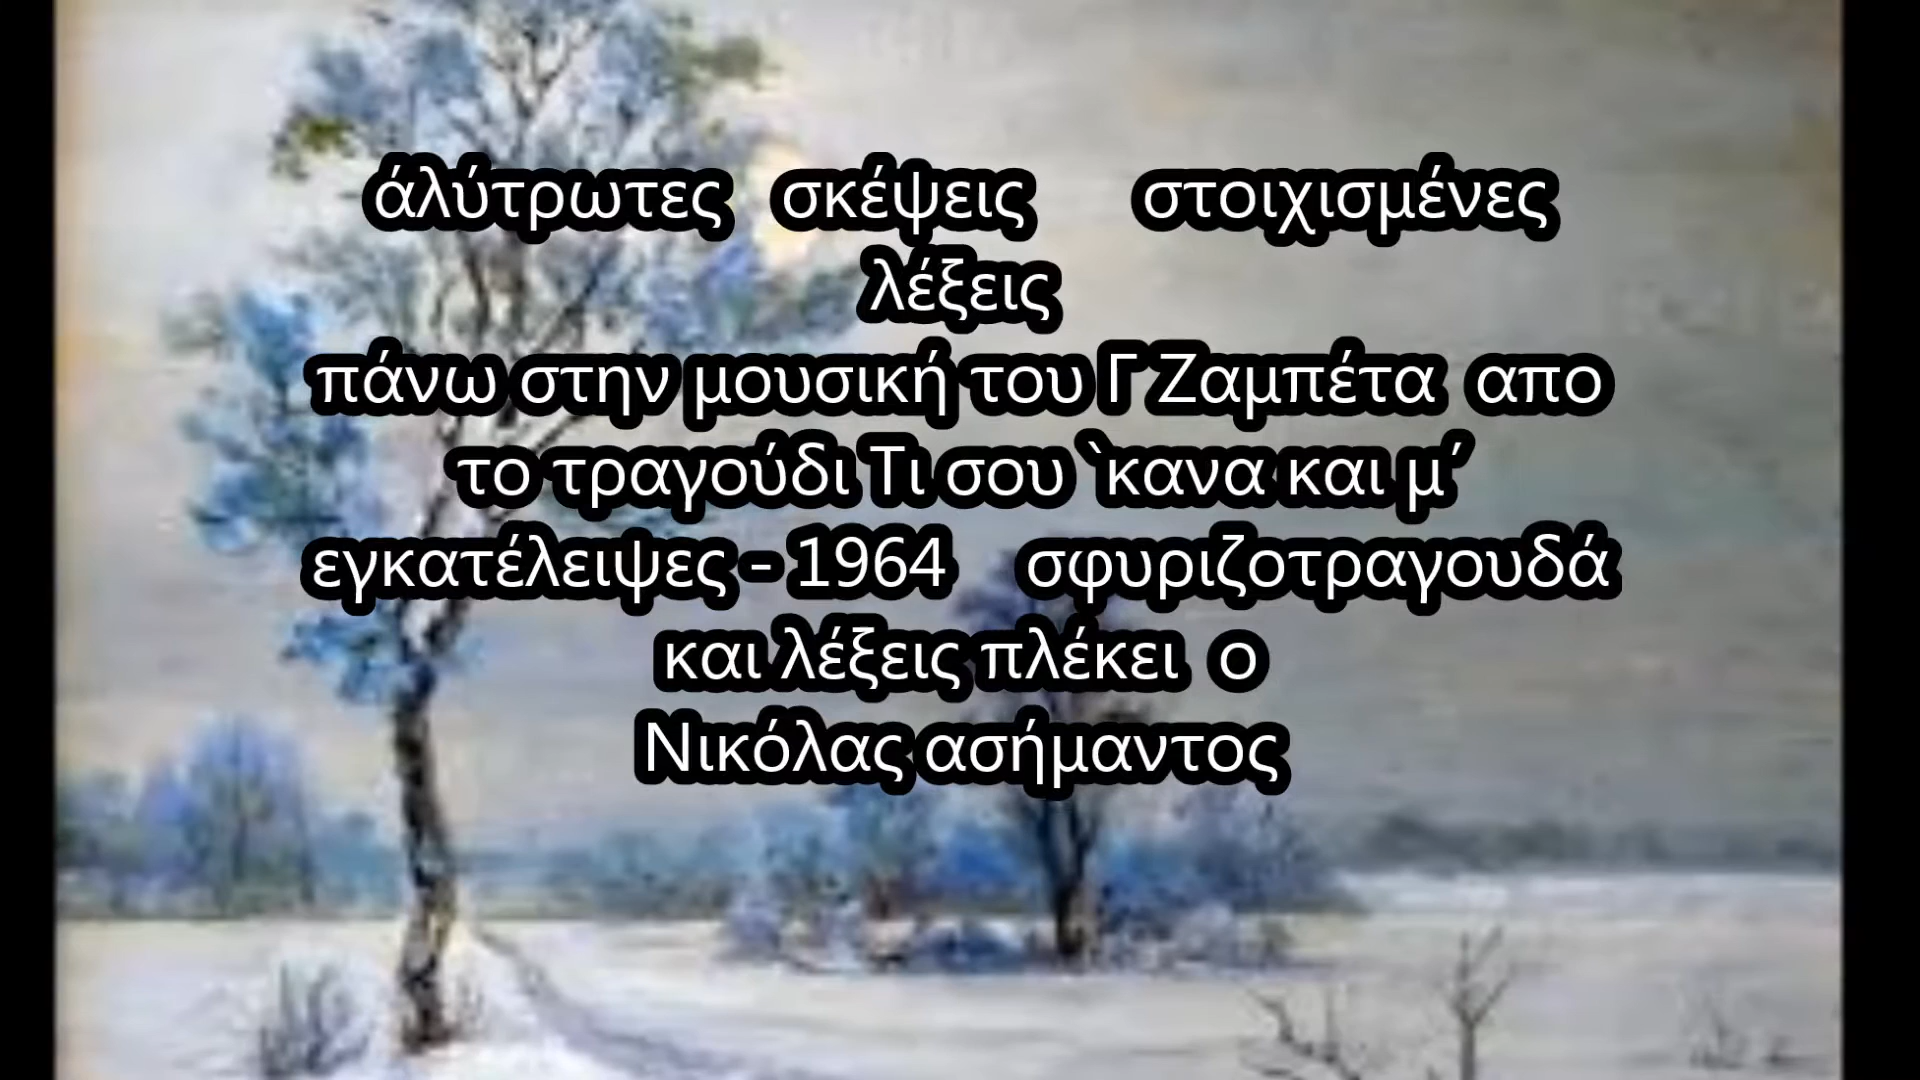 άλύτρωτες σκέψεις στοιχισμένες
λέξεις
πάνω στην μουσική του Γ Ζαμπέτα απο
το τραγούδι Τι σου `κανα και μ΄
εγκατέλειψες - 1964 σφυριζοτραγουδά
και λέξεις πλέκει ο
Νικόλας ασήμαντος